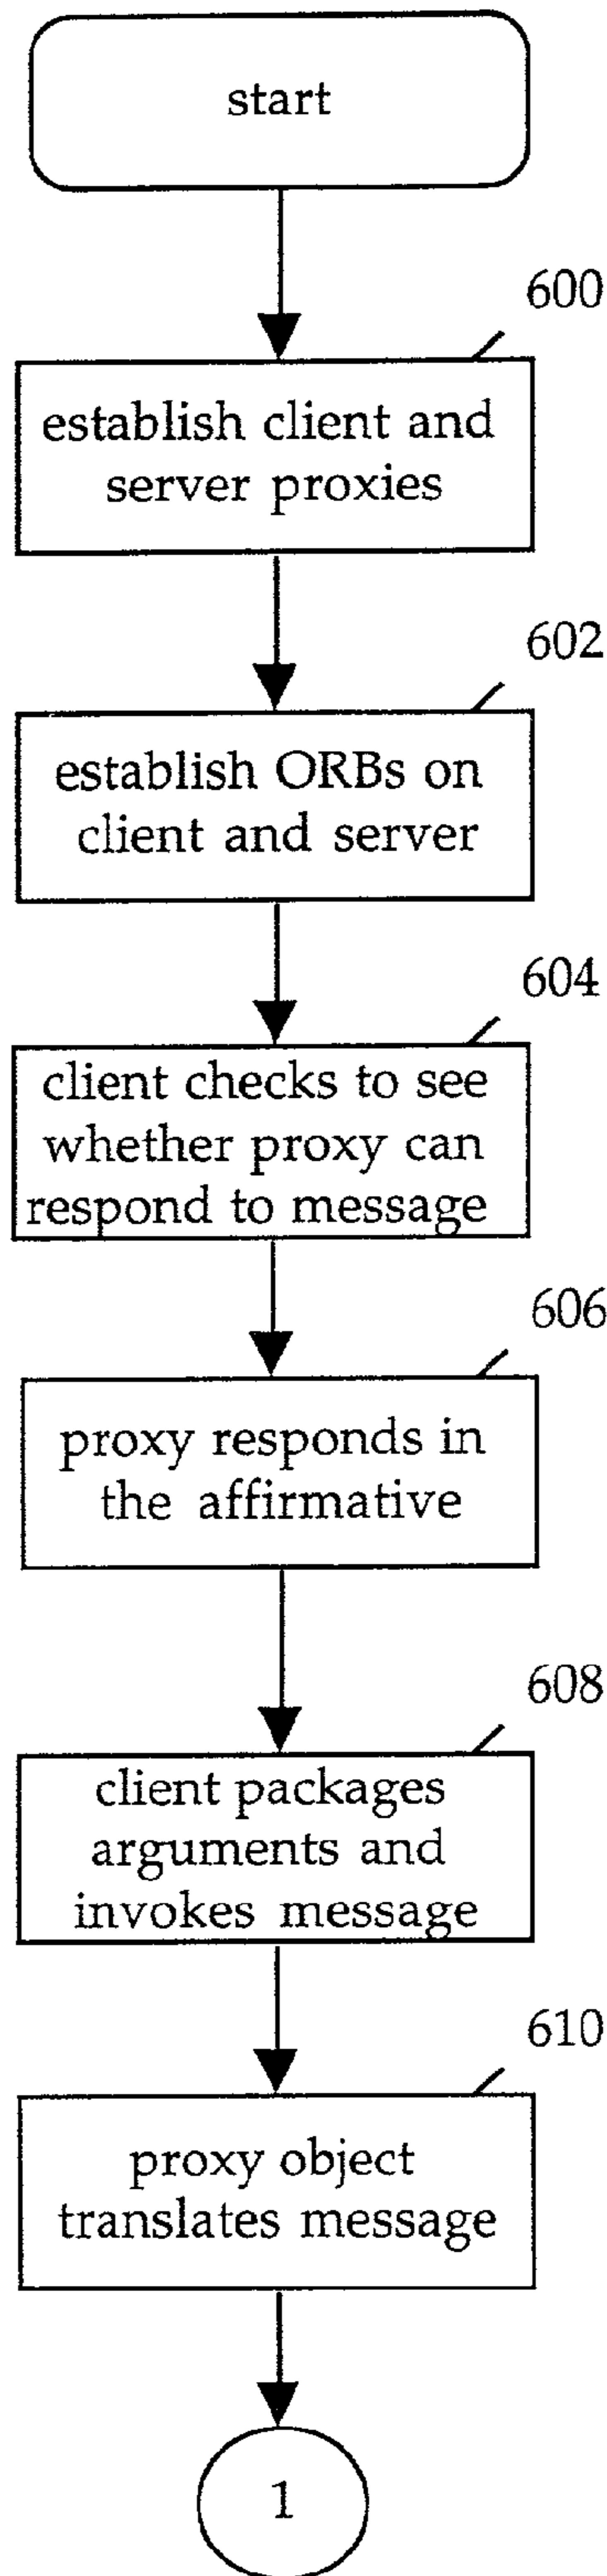 start
600
establish client and
server proxies
602
establish ORBs on
client and server
604
client checks to see
whether proxy can
respond to message
606
proxy responds in
the affirmative
608
client packages
arguments and
invokes message
610
proxy object
translates message
1